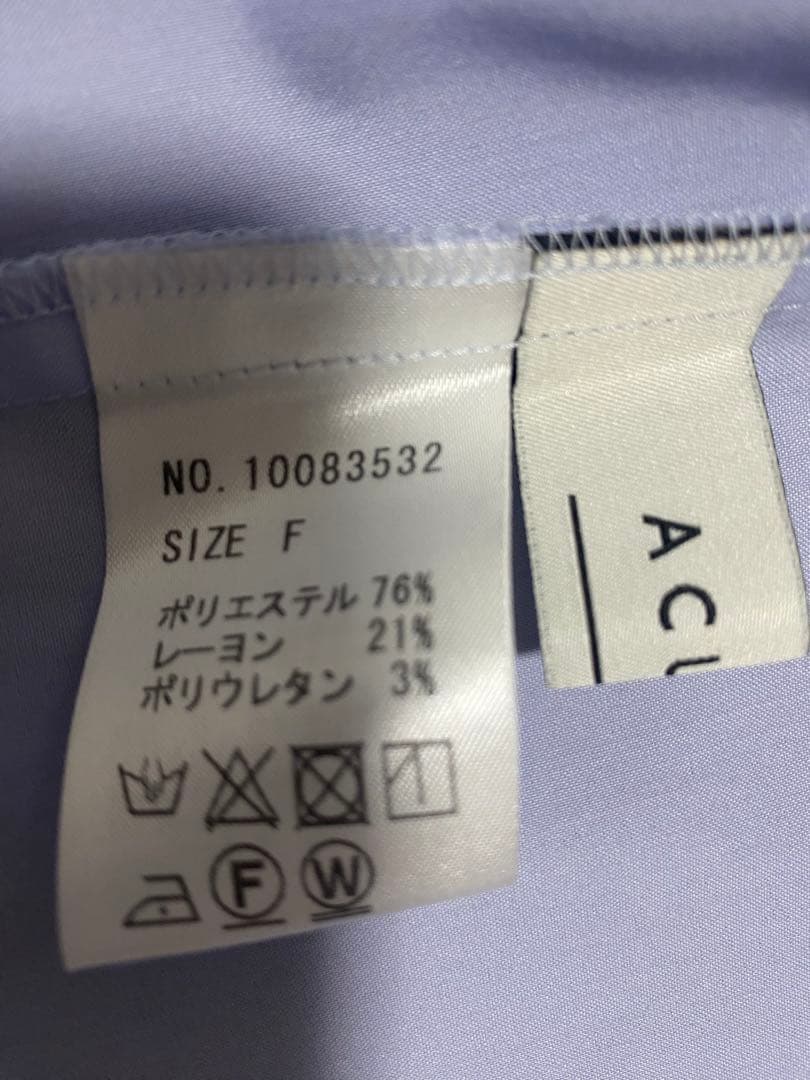 NO. 10083532
SIZE F
ポリエステル 76%
レーヨン 21%
ポリウレタン 3%
F W
AC